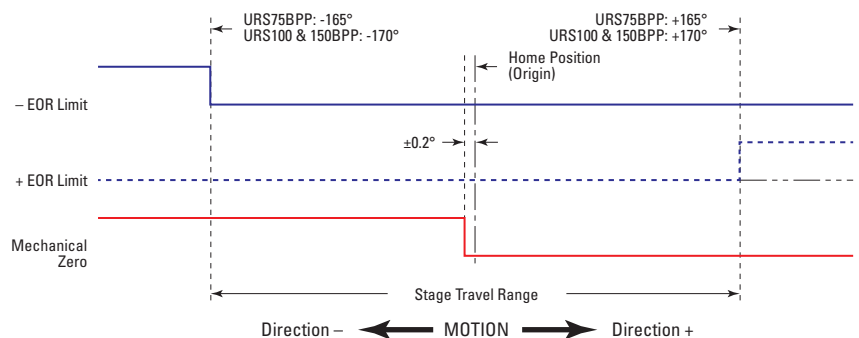 URS75BPP: -165°
URS100 & 150BPP: -170°
URS75BPP: +165°
URS100 & 150BPP: +170°
Home Position
(Origin)
– EOR Limit
±0.2°
+ EOR Limit
Mechanical
Zero
Stage Travel Range
Direction – MOTION Direction +